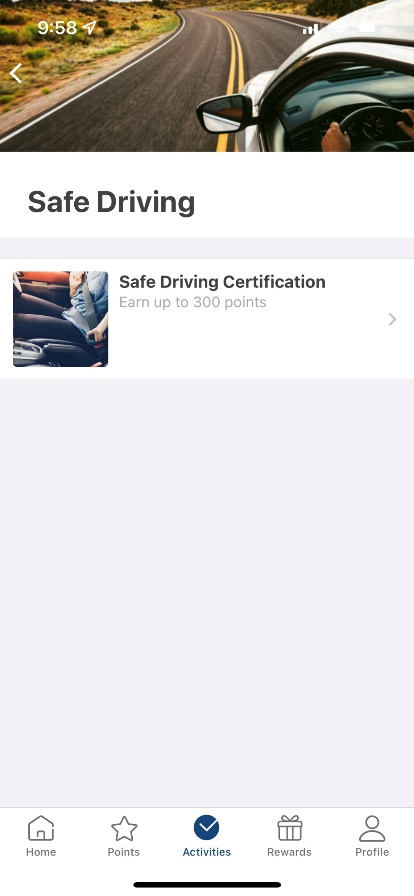 9:58
Safe Driving
Safe Driving Certification
Earn up to 300 points
Home
Points
Activities
Rewards
Profile